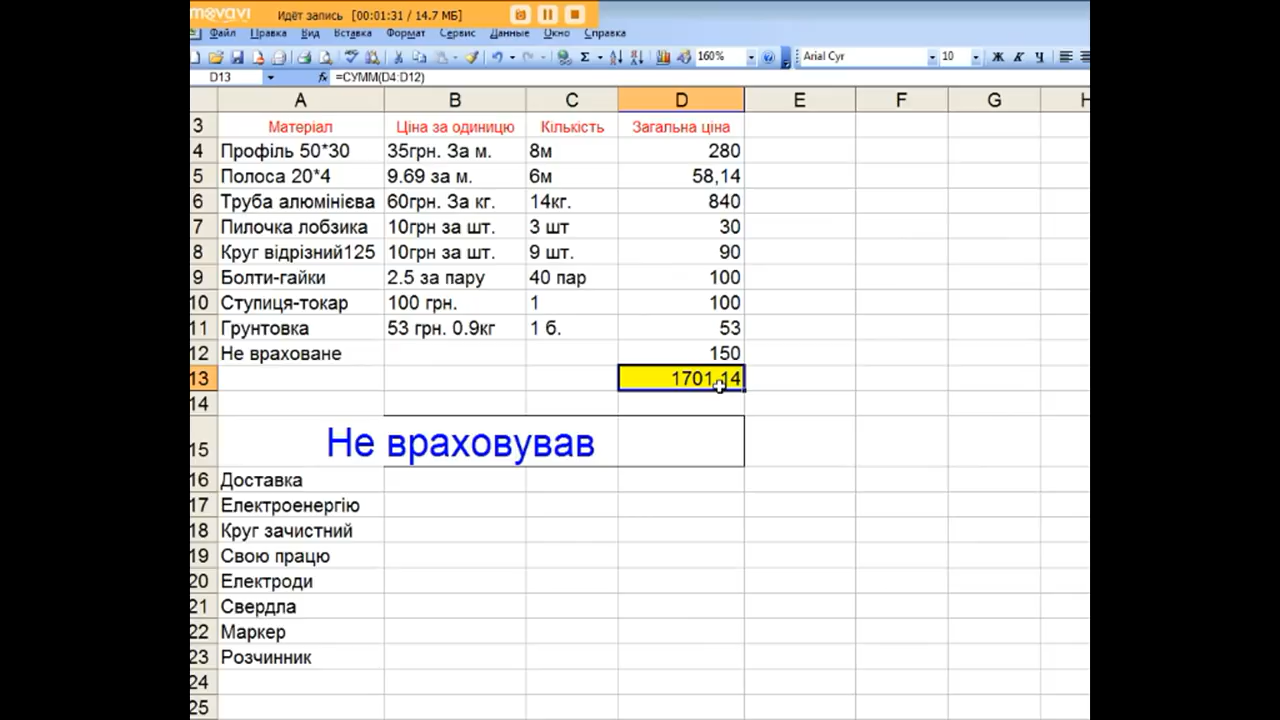 movavi Идёт запись [00:01:31 / 14.7 МБ]
Файл Правка Вид Вставка Формат Сервис Данные Окно Справка
160% Arial Cyr 10 Ж К Ч
D13 fx =СУММ(D4:D12)
A B C D E F G H
3 Матеріал Ціна за одиницю Кількість Загальна ціна
4 Профіль 50*30 35грн. За м. 8м 280
5 Полоса 20*4 9.69 за м. 6м 58,14
6 Труба алюмінієва 60грн. За кг. 14кг. 840
7 Пилочка лобзика 10грн за шт. 3 шт 30
8 Круг відрізний125 10грн за шт. 9 шт. 90
9 Болти-гайки 2.5 за пару 40 пар 100
10 Ступиця-токар 100 грн. 1 100
11 Грунтовка 53 грн. 0.9кг 1 б. 53
12 Не враховане 150
13 1701,14
14
15 Не враховував
16 Доставка
17 Електроенергію
18 Круг зачистний
19 Свою працю
20 Електроди
21 Свердла
22 Маркер
23 Розчинник
24
25